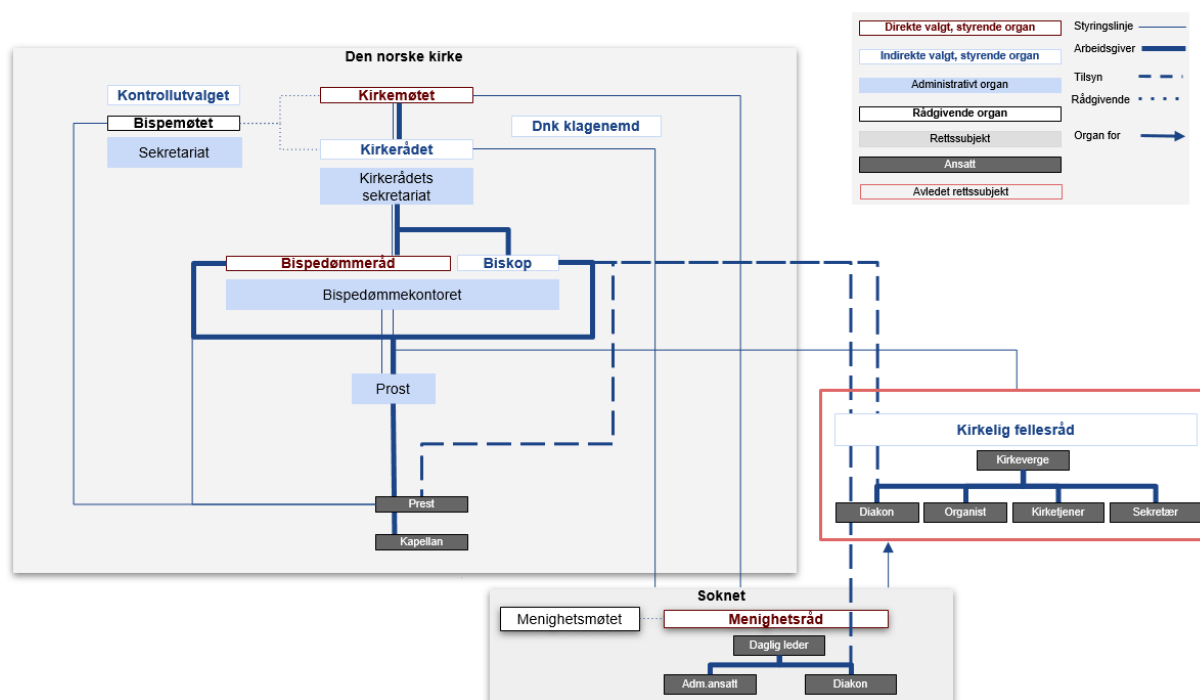 Den norske kirke
Kontrollutvalget
Kirkemøtet
Bispemøtet
Dnk klagenemd
Sekretariat
Kirkerådet
Kirkerådets
sekretariat
Bispedømmeråd
Biskop
Bispedømmekontoret
Prost
Prest
Kapellan
Direkte valgt, styrende organ
Indirekte valgt, styrende organ
Administrativt organ
Rådgivende organ
Rettssubjekt
Ansatt
Avledet rettssubjekt
Styringslinje
Arbeidsgiver
Tilsyn
Rådgivende
Organ for
Kirkelig fellesråd
Kirkeverge
Diakon
Organist
Kirketjener
Sekretær
Soknet
Menighetsmøtet
Menighetsråd
Daglig leder
Adm.ansatt
Diakon